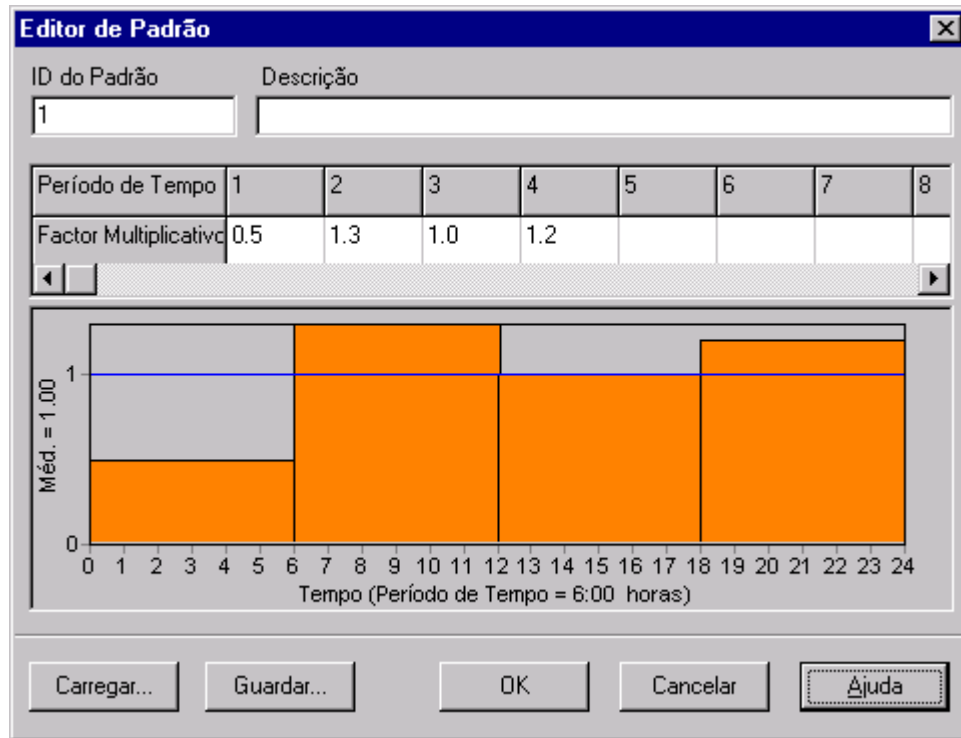 Editor de Padrão
ID do Padrão Descrição
1
Período de Tempo 1 2 3 4 5 6 7 8
Factor Multiplicativo 0.5 1.3 1.0 1.2
1
Méd. = 1.00
0
0 1 2 3 4 5 6 7 8 9 10 11 12 13 14 15 16 17 18 19 20 21 22 23 24
Tempo (Período de Tempo = 6:00 horas)
Carregar... Guardar... OK Cancelar Ajuda